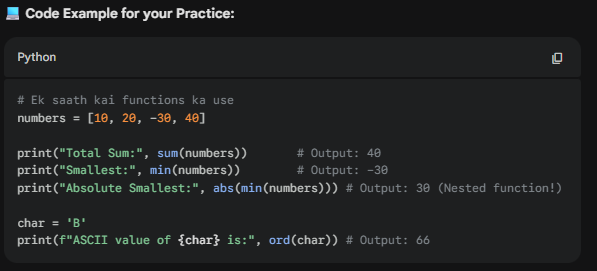 💻 Code Example for your Practice:
Python
# Ek saath kai functions ka use
numbers = [10, 20, -30, 40]
print("Total Sum:", sum(numbers))       # Output: 40
print("Smallest:", min(numbers))        # Output: -30
print("Absolute Smallest:", abs(min(numbers))) # Output: 30 (Nested function!)
char = 'B'
print(f"ASCII value of {char} is:", ord(char)) # Output: 66